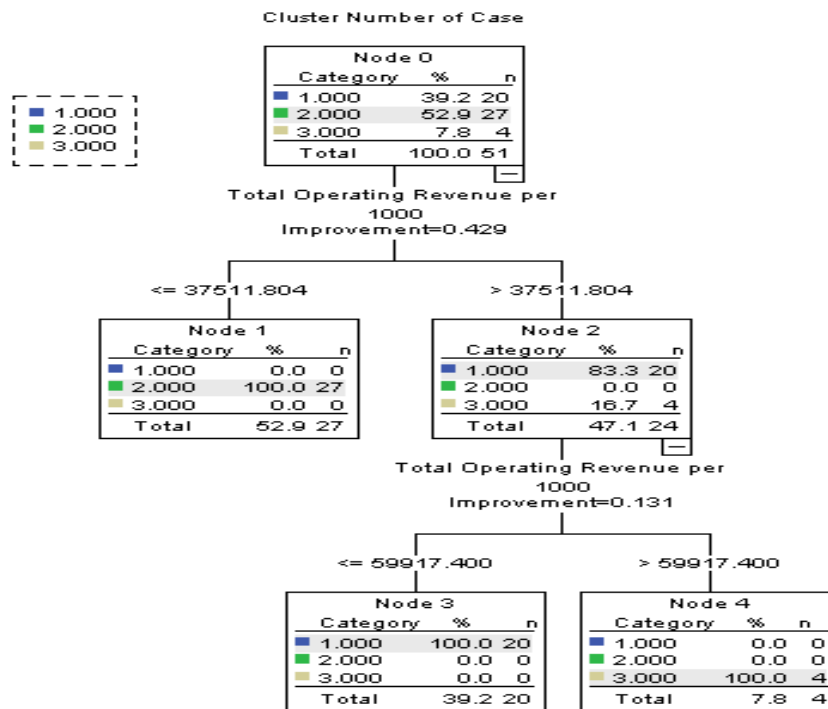 Cluster Number of Case
1.000
2.000
3.000
Node 0
Category % n
1.000 39.2 20
2.000 52.9 27
3.000 7.8 4
Total 100.0 51
Total Operating Revenue per
1000
Improvement=0.429
<= 37511.804
> 37511.804
Node 1
Category % n
1.000 0.0 0
2.000 100.0 27
3.000 0.0 0
Total 52.9 27
Node 2
Category % n
1.000 83.3 20
2.000 0.0 0
3.000 16.7 4
Total 47.1 24
Total Operating Revenue per
1000
Improvement=0.131
<= 59917.400
> 59917.400
Node 3
Category % n
1.000 100.0 20
2.000 0.0 0
3.000 0.0 0
Total 39.2 20
Node 4
Category % n
1.000 0.0 0
2.000 0.0 0
3.000 100.0 4
Total 7.8 4